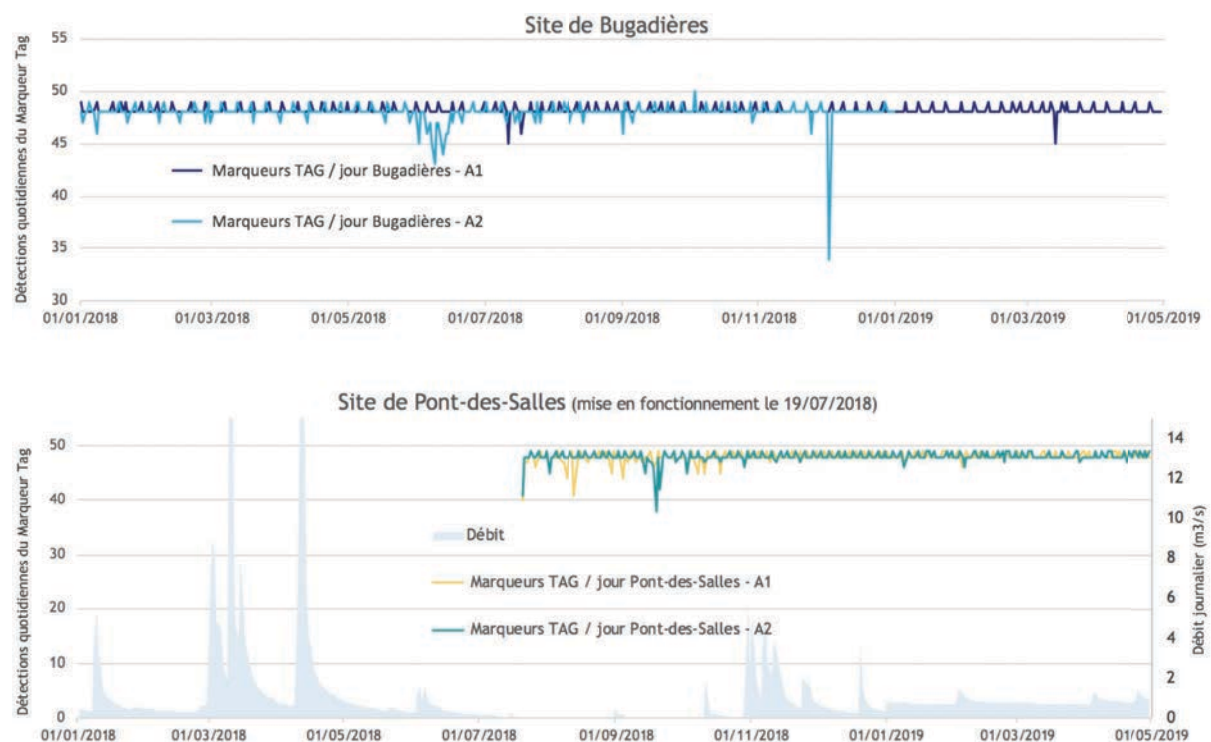 Site de Bugadières
Détections quotidiennes du Marqueur Tag
55
50
45
40
35
30
Marqueurs TAG / jour Bugadières - A1
Marqueurs TAG / jour Bugadières - A2
01/01/2018 01/03/2018 01/05/2018 01/07/2018 01/09/2018 01/11/2018 01/01/2019 01/03/2019 01/05/2019
Site de Pont-des-Salles (mise en fonctionnement le 19/07/2018)
Détections quotidiennes du Marqueur Tag
50
40
30
20
10
0
Débit
Marqueurs TAG / jour Pont-des-Salles - A1
Marqueurs TAG / jour Pont-des-Salles - A2
14
12
10
8
6
4
2
0
Débit journalier (m3/s)
01/01/2018 01/03/2018 01/05/2018 01/07/2018 01/09/2018 01/11/2018 01/01/2019 01/03/2019 01/05/2019